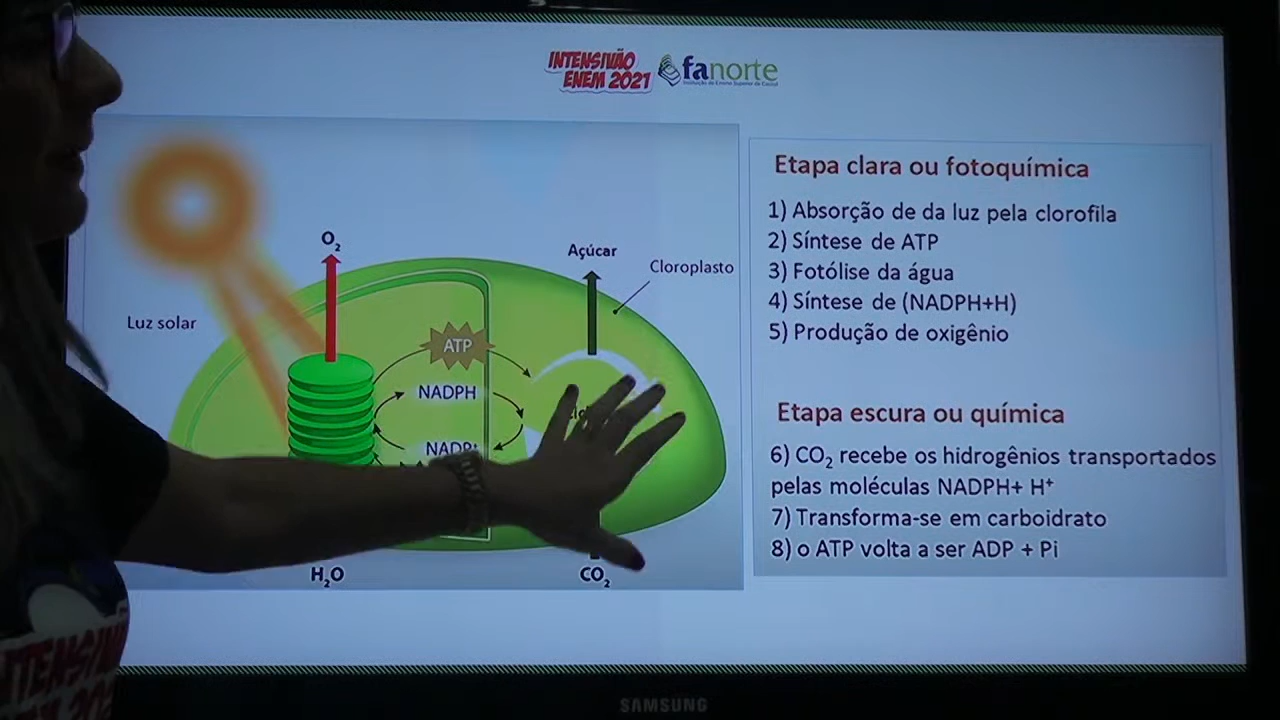 INTENSIVÃO
ENEM 2021
fanorte
O2
Luz solar
Açúcar
Cloroplasto
ATP
NADPH
H2O
CO2
Etapa clara ou fotoquímica
1) Absorção de da luz pela clorofila
2) Síntese de ATP
3) Fotólise da água
4) Síntese de (NADPH+H)
5) Produção de oxigênio
Etapa escura ou química
6) CO2 recebe os hidrogênios transportados
pelas moléculas NADPH+ H⁺
7) Transforma-se em carboidrato
8) o ATP volta a ser ADP + Pi
SAMSUNG